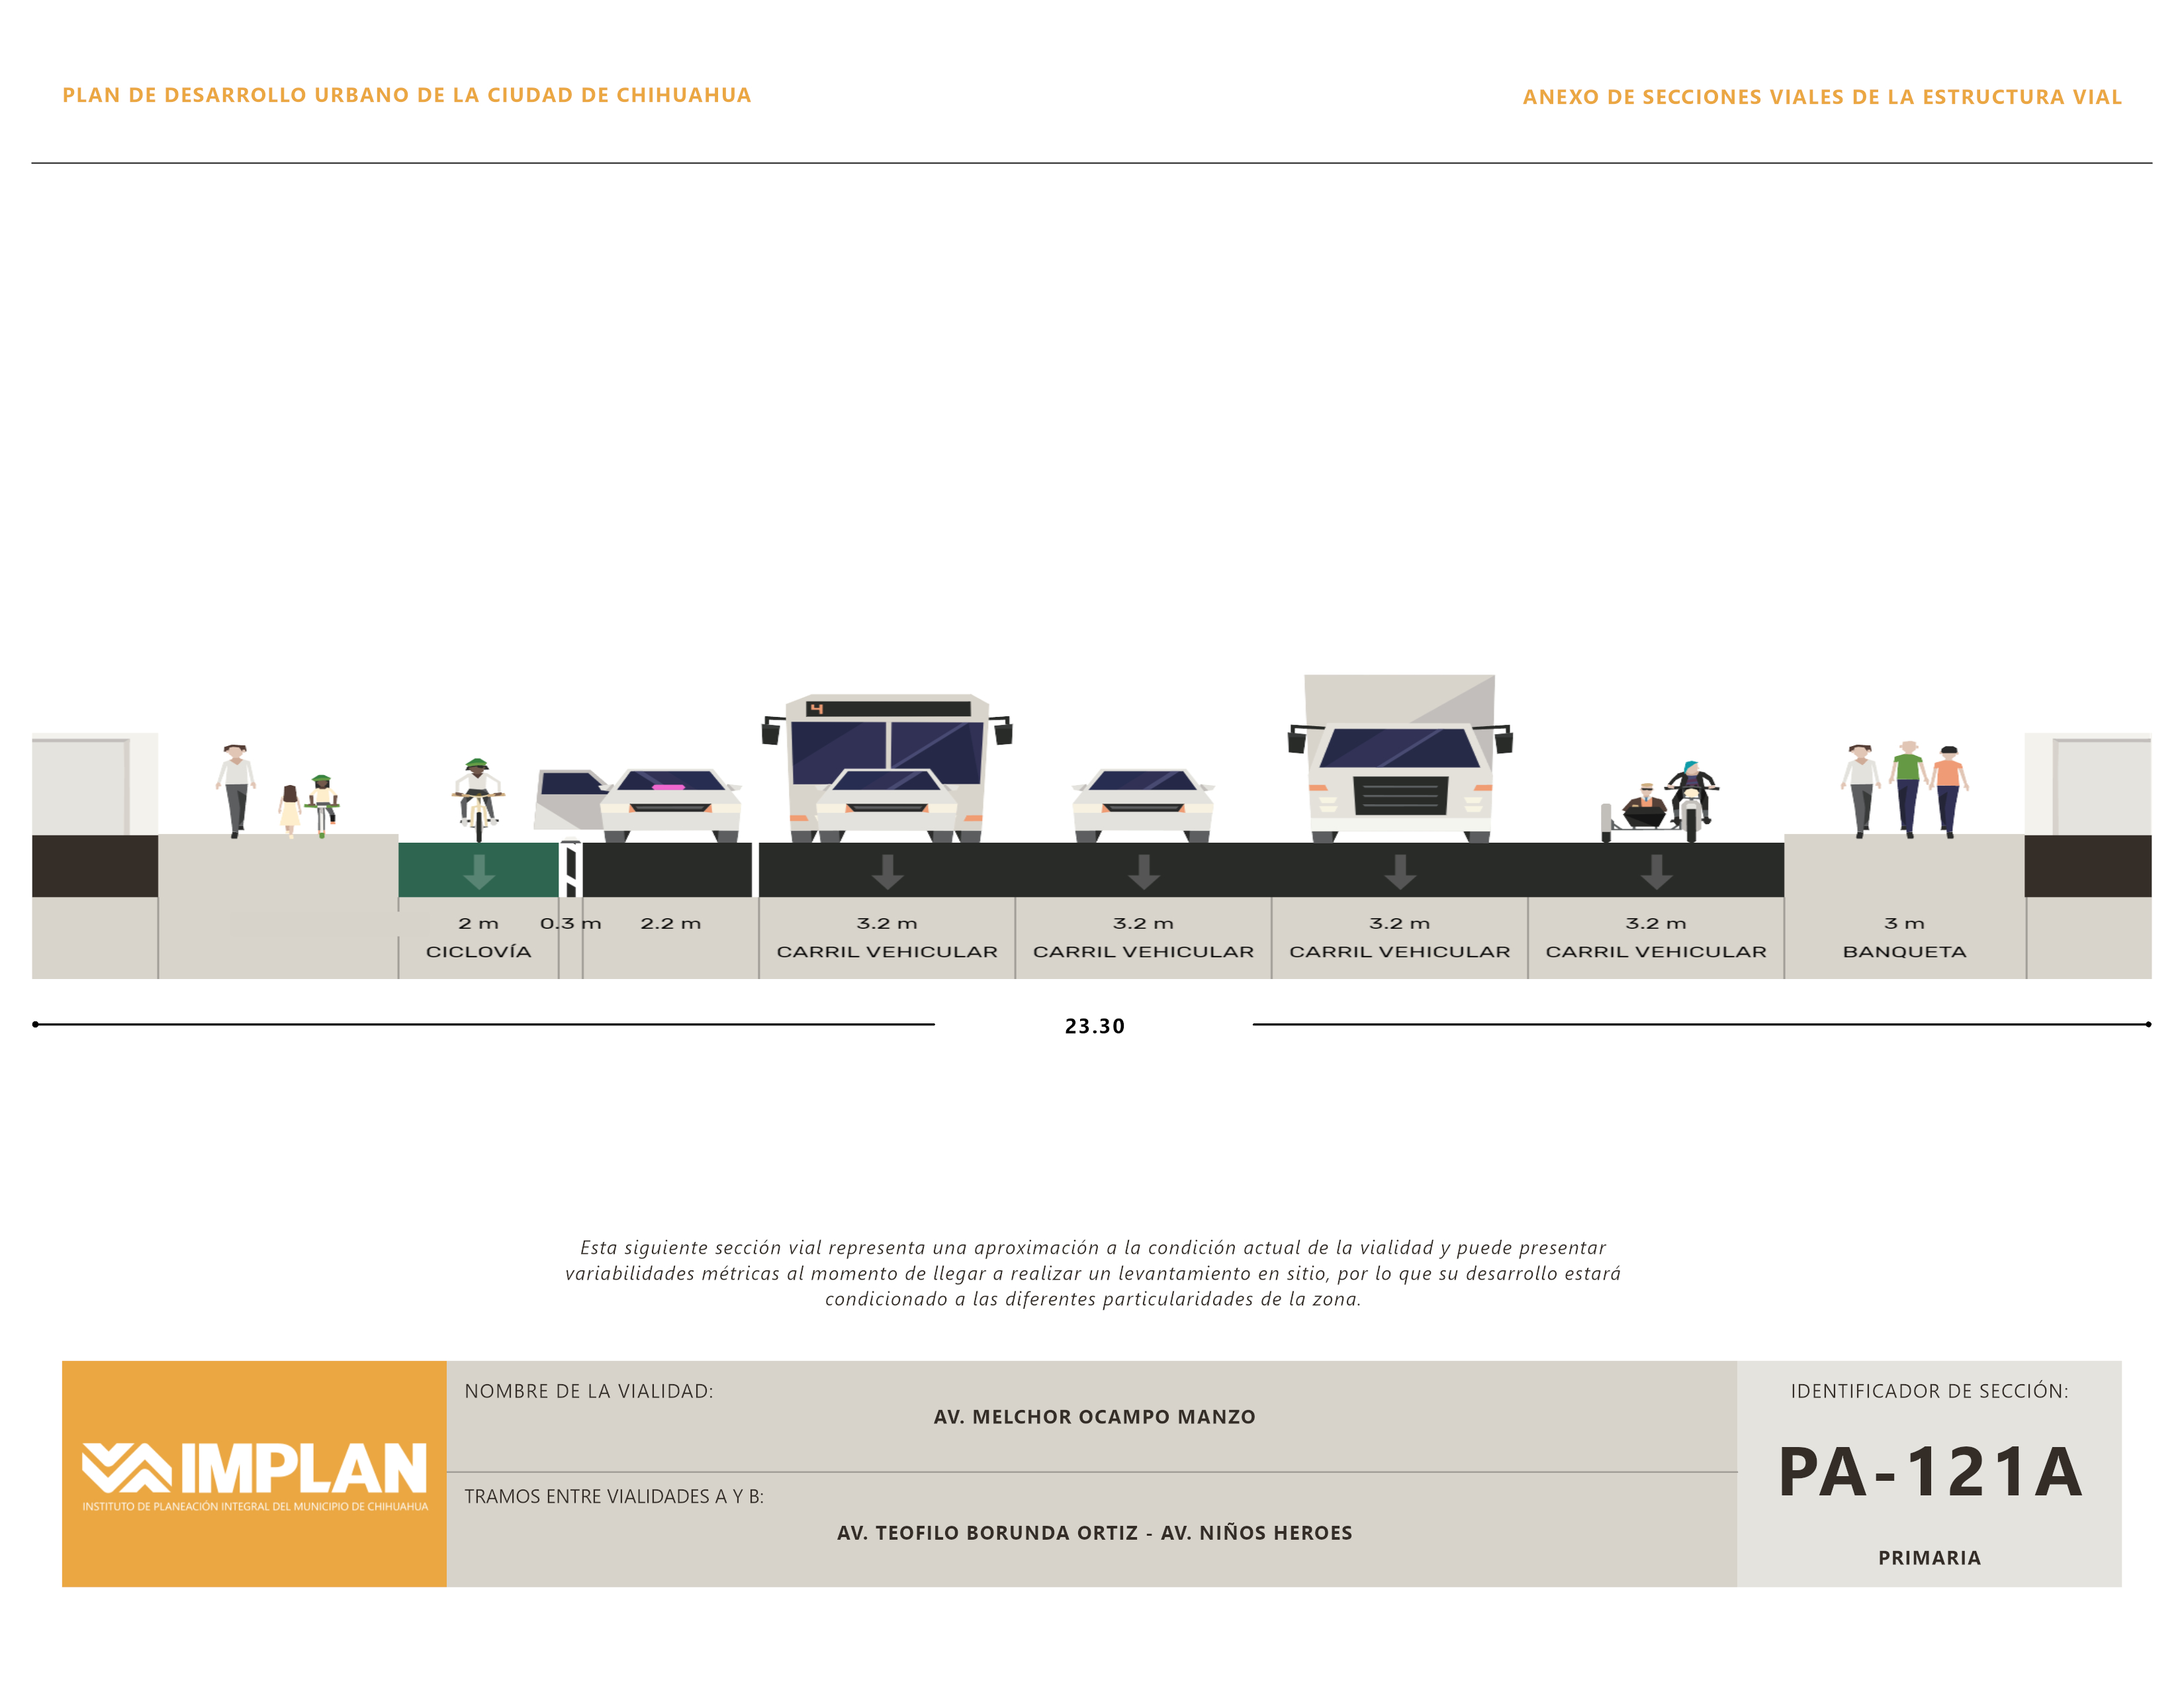 PLAN DE DESARROLLO URBANO DE LA CIUDAD DE CHIHUAHUA
ANEXO DE SECCIONES VIALES DE LA ESTRUCTURA VIAL
4
2 m
CICLOVÍA
0.3 m
2.2 m
3.2 m
CARRIL VEHICULAR
3.2 m
CARRIL VEHICULAR
3.2 m
CARRIL VEHICULAR
3.2 m
CARRIL VEHICULAR
3 m
BANQUETA
23.30
Esta siguiente sección vial representa una aproximación a la condición actual de la vialidad y puede presentar
variabilidades métricas al momento de llegar a realizar un levantamiento en sitio, por lo que su desarrollo estará
condicionado a las diferentes particularidades de la zona.
IMPLAN
INSTITUTO DE PLANEACIÓN INTEGRAL DEL MUNICIPIO DE CHIHUAHUA
NOMBRE DE LA VIALIDAD:
AV. MELCHOR OCAMPO MANZO
TRAMOS ENTRE VIALIDADES A Y B:
AV. TEOFILO BORUNDA ORTIZ - AV. NIÑOS HEROES
IDENTIFICADOR DE SECCIÓN:
PA-121A
PRIMARIA